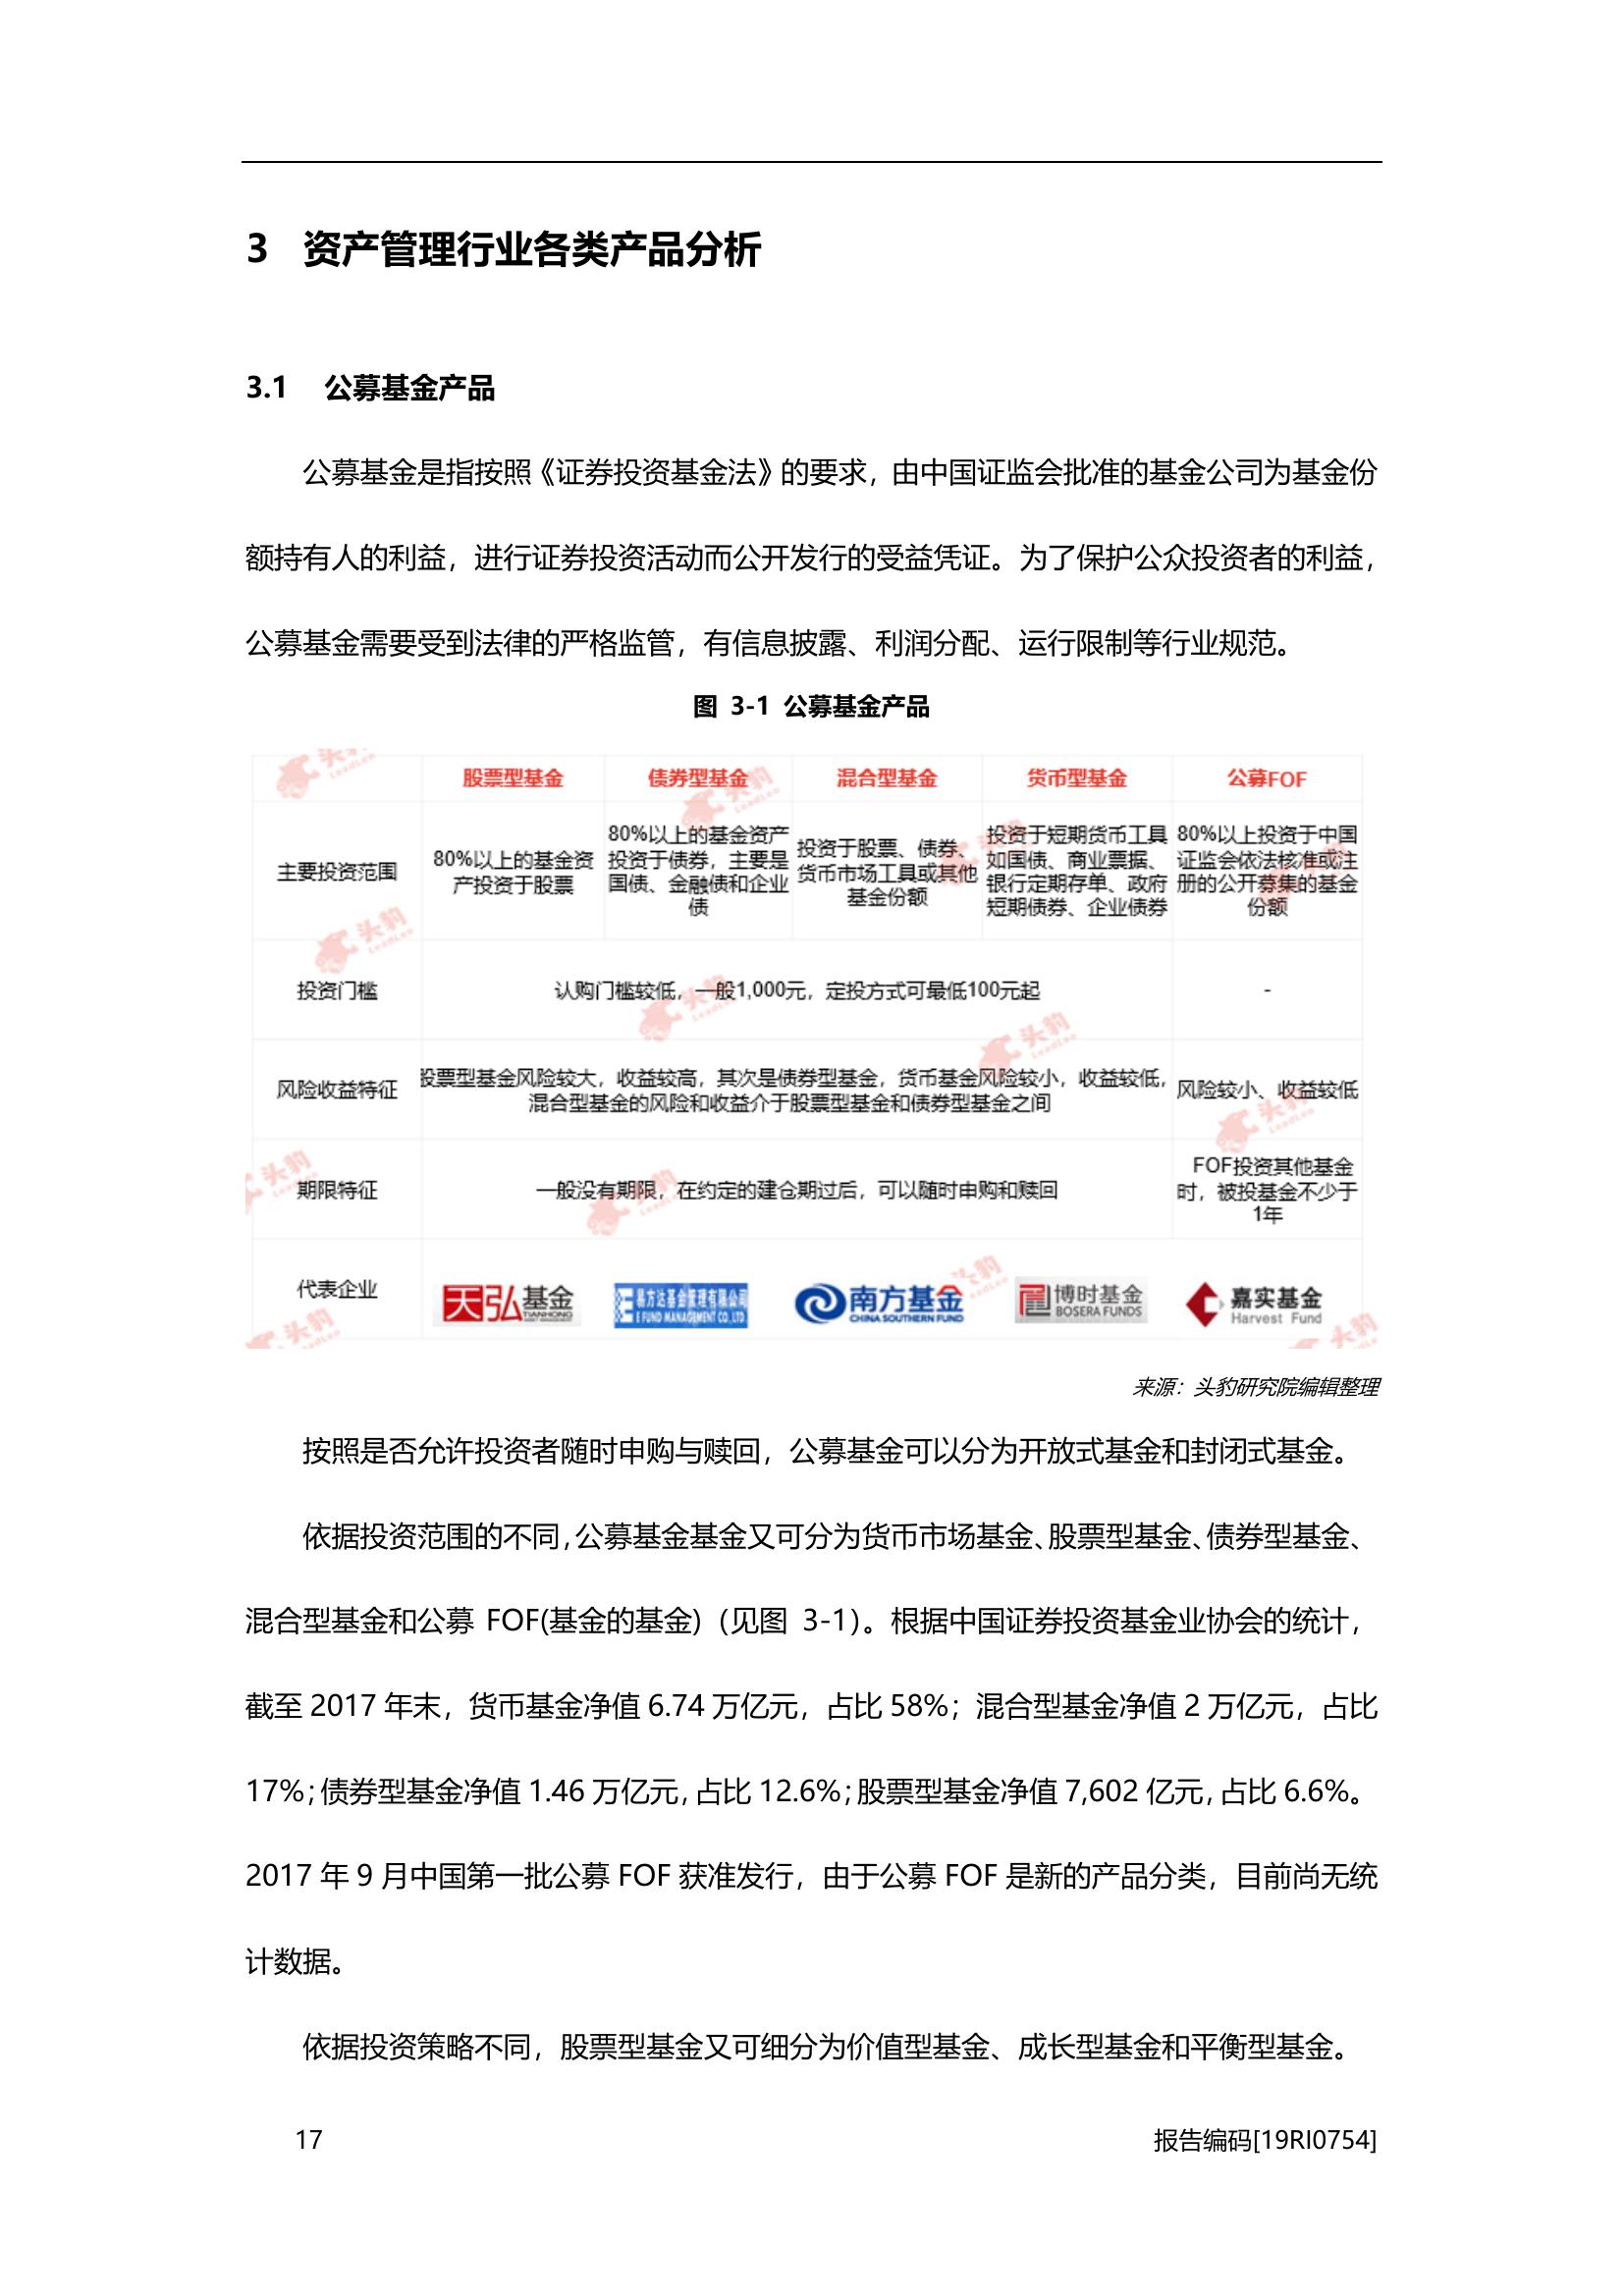 3 资产管理行业各类产品分析
3.1 公募基金产品
公募基金是指按照《证券投资基金法》的要求，由中国证监会批准的基金公司为基金份
额持有人的利益，进行证券投资活动而公开发行的受益凭证。为了保护公众投资者的利益，
公募基金需要受到法律的严格监管，有信息披露、利润分配、运行限制等行业规范。
图 3-1 公募基金产品
股票型基金 债券型基金 混合型基金 货币型基金 公募FOF
主要投资范围
80%以上的基金资
产投资于股票
80%以上的基金资产
投资于债券，主要是
国债、金融债和企业
债
投资于股票、债券、
货币市场工具或其他
基金份额
投资于短期货币工具
如国债、商业票据、
银行定期存单、政府
短期债券、企业债券
80%以上投资于中国
证监会依法核准或注
册的公开募集的基金
份额
投资门槛
认购门槛较低，一般1,000元，定投方式可最低100元起
-
风险收益特征
股票型基金风险较大，收益较高，其次是债券型基金，货币基金风险较小，收益较低，
混合型基金的风险和收益介于股票型基金和债券型基金之间
风险较小、收益较低
期限特征
一般没有期限，在约定的建仓期过后，可以随时申购和赎回
FOF投资其他基金
时，被投基金不少于
1年
代表企业
天弘基金
TIANHONG
易方达基金管理有限公司
E FUND MANAGEMENT CO.,LTD.
南方基金
CHINA SOUTHERN FUND
博时基金
BOSERA FUNDS
嘉实基金
Harvest Fund
头豹
LeadLeo
来源：头豹研究院编辑整理
按照是否允许投资者随时申购与赎回，公募基金可以分为开放式基金和封闭式基金。
依据投资范围的不同，公募基金基金又可分为货币市场基金、股票型基金、债券型基金、
混合型基金和公募 FOF(基金的基金)（见图 3-1）。根据中国证券投资基金业协会的统计，
截至 2017 年末，货币基金净值 6.74 万亿元，占比 58%；混合型基金净值 2 万亿元，占比
17%；债券型基金净值 1.46 万亿元，占比 12.6%；股票型基金净值 7,602 亿元，占比 6.6%。
2017 年 9 月中国第一批公募 FOF 获准发行，由于公募 FOF 是新的产品分类，目前尚无统
计数据。
依据投资策略不同，股票型基金又可细分为价值型基金、成长型基金和平衡型基金。
17 报告编码[19RI0754]